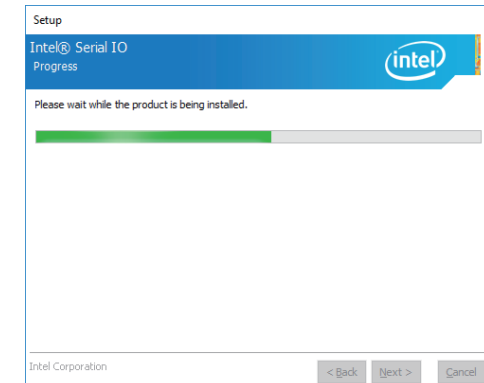 Setup
Intel® Serial IO
Progress
intel
Please wait while the product is being installed.
Intel Corporation
< Back Next > Cancel